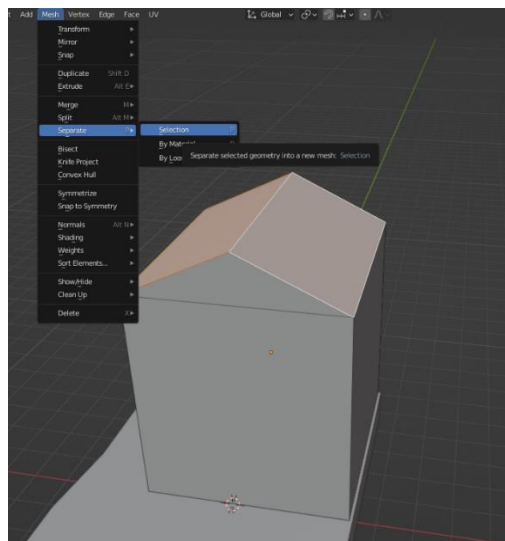 Add Mesh Vertex Edge Face UV Global
Transform
Mirror
Snap
Duplicate Shift D
Extrude Alt E
Merge M
Split Alt M
Separate P
Bisect
Knife Project
Convex Hull
Symmetrize
Snap to Symmetry
Normals Alt N
Shading
Weights
Sort Elements...
Show/Hide
Clean Up
Delete X
Selection
By
By
Separate selected geometry into a new mesh: Selection